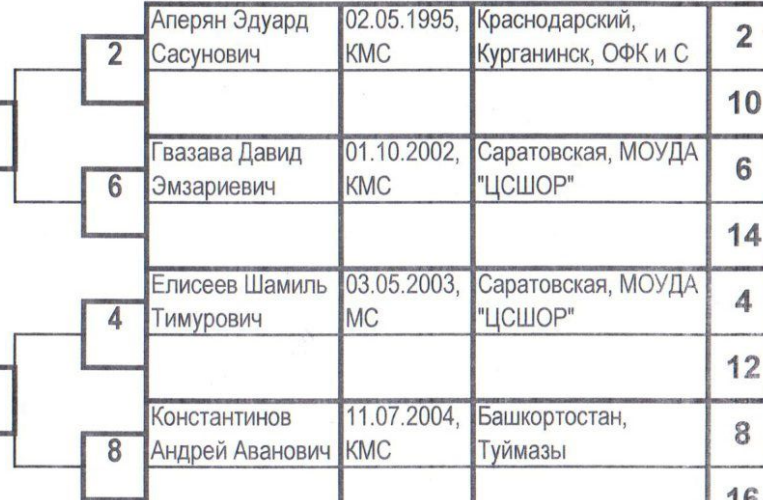 Аперян Эдуард 02.05.1995, Краснодарский,
2 Сасунович КМС Курганинск, ОФК и С 2
10
Гвазава Давид 01.10.2002, Саратовская, МОУДА
6 Эмзариевич КМС "ЦСШОР" 6
14
Елисеев Шамиль 03.05.2003, Саратовская, МОУДА
4 Тимурович МС "ЦСШОР" 4
12
Константинов 11.07.2004, Башкортостан,
8 Андрей Аванович КМС Туймазы 8
16